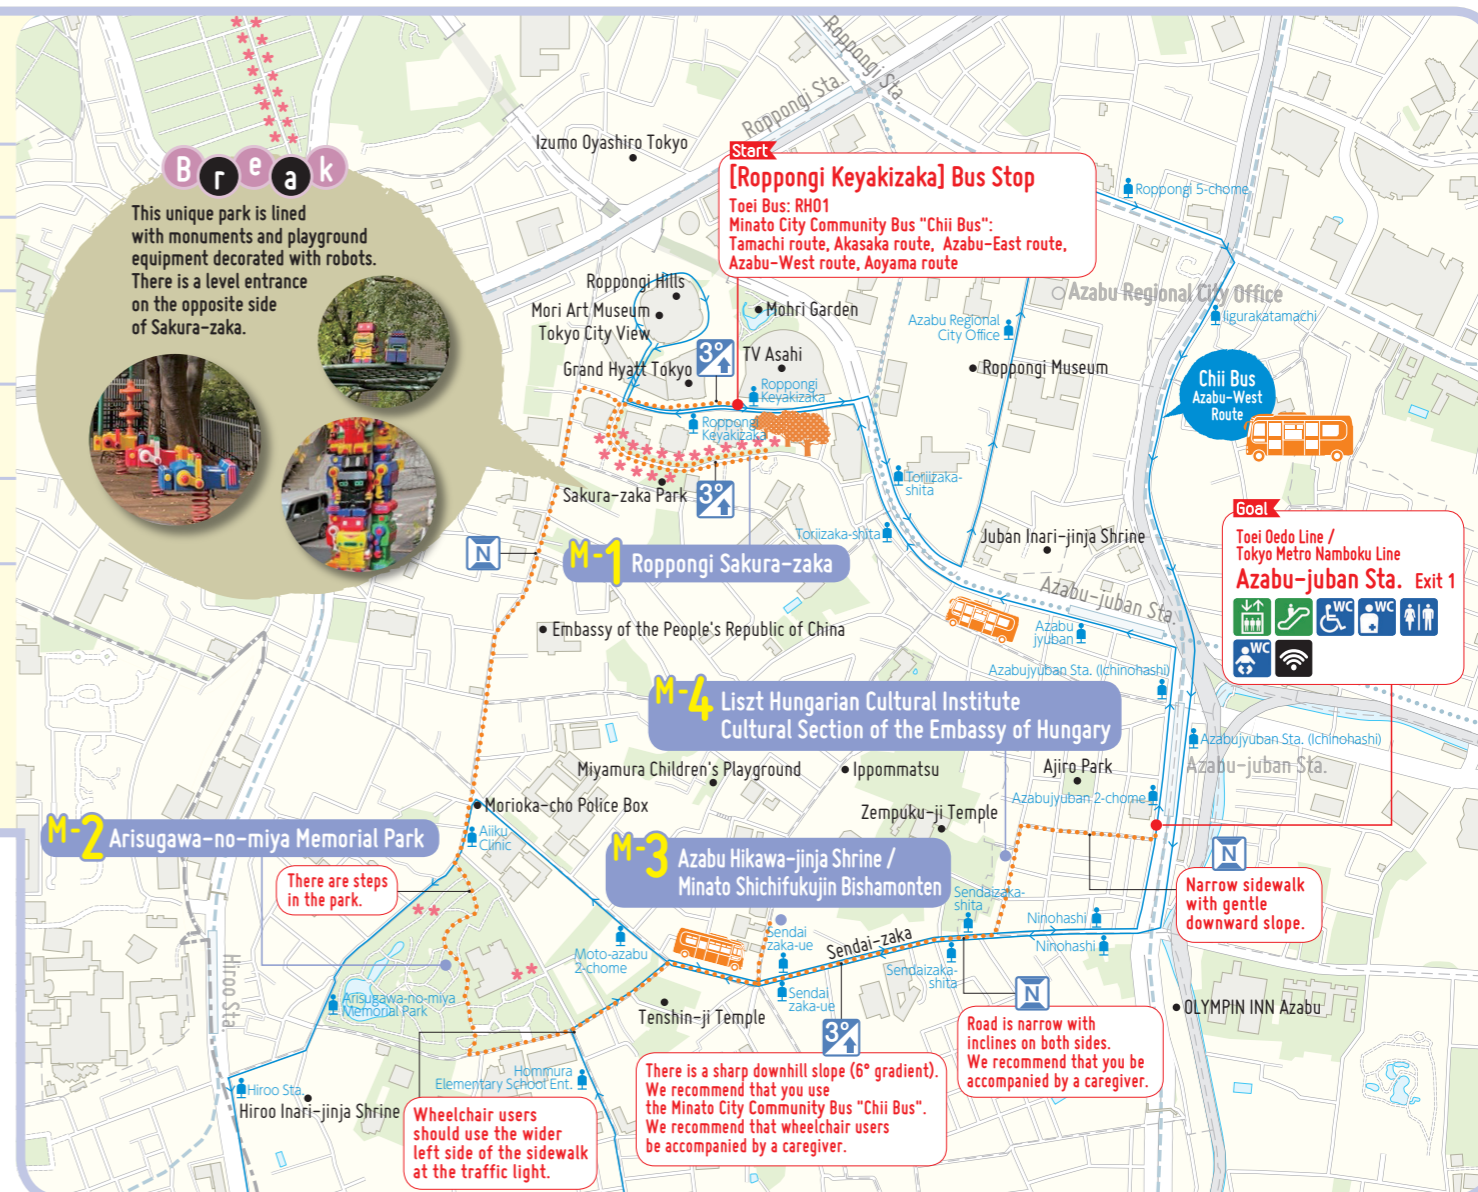 Break
This unique park is lined
with monuments and playground
equipment decorated with robots.
There is a level entrance
on the opposite side
of Sakura-zaka.
Roppongi Sta.
Roppongi Sta.
Izumo Oyashiro Tokyo
Start
[Roppongi Keyakizaka] Bus Stop
Toei Bus: RH01
Minato City Community Bus "Chii Bus":
Tamachi route, Akasaka route, Azabu-East route,
Azabu-West route, Aoyama route
Roppongi 5-chome
Roppongi Hills
Mori Art Museum
Tokyo City View
Mohri Garden
Azabu Regional City Office
Azabu Regional
City Office
Iigurakatamachi
Grand Hyatt Tokyo
3°
TV Asahi
Roppongi
Keyakizaka
Roppongi
Keyakizaka
Roppongi Museum
Chii Bus
Azabu-West
Route
Sakura-zaka Park
3°
Toriizaka-
shita
Toriizaka-shita
Juban Inari-jinja Shrine
N
M-1 Roppongi Sakura-zaka
Goal
Toei Oedo Line /
Tokyo Metro Namboku Line
Azabu-juban Sta. Exit 1
WC
WC
WC
Azabu-juban Sta.
Azabu
jyuban
Embassy of the People's Republic of China
Azabujyuban Sta. (Ichinohashi)
M-4 Liszt Hungarian Cultural Institute
Cultural Section of the Embassy of Hungary
Azabujyuban Sta. (Ichinohashi)
Azabu-juban Sta.
Miyamura Children's Playground
Ippommatsu
Ajiro Park
Azabujyuban 2-chome
Morioka-cho Police Box
Zempuku-ji Temple
M-2 Arisugawa-no-miya Memorial Park
Aiiku
Clinic
M-3 Azabu Hikawa-jinja Shrine /
Minato Shichifukujin Bishamonten
N
Narrow sidewalk
with gentle
downward slope.
There are steps
in the park.
Sendaizaka-
shita
Ninohashi
Ninohashi
Sendai
zaka-ue
Sendai-zaka
Moto-azabu
2-chome
Sendaizaka-
shita
Hiroo Sta.
Arisugawa-no-miya
Memorial Park
Sendai
zaka-ue
N
OLYMPIN INN Azabu
Tenshin-ji Temple
3°
Road is narrow with
inclines on both sides.
We recommend that you be
accompanied by a caregiver.
There is a sharp downhill slope (6° gradient).
We recommend that you use
the Minato City Community Bus "Chii Bus".
We recommend that wheelchair users
be accompanied by a caregiver.
Hommura
Elementary School Ent.
Hiroo Sta.
Hiroo Inari-jinja Shrine
Wheelchair users
should use the wider
left side of the sidewalk
at the traffic light.